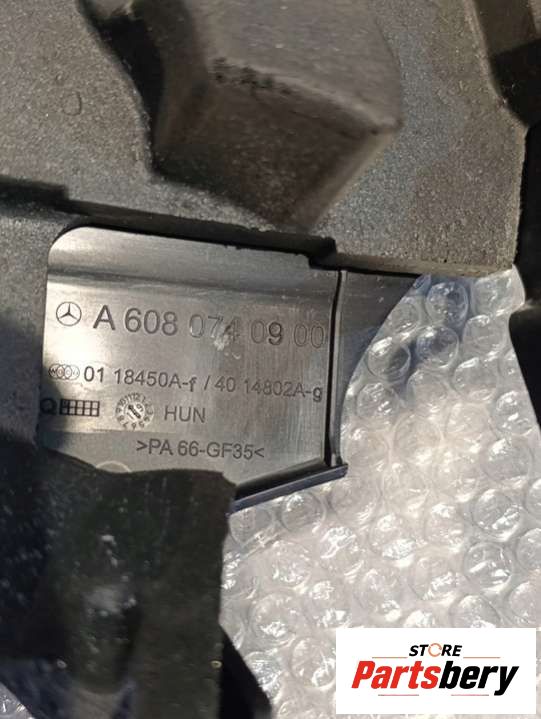 A 608 074 09 00
01 18450A-f / 40 14802A-g
HUN
>PA 66-GF35<
STORE
Partsbery